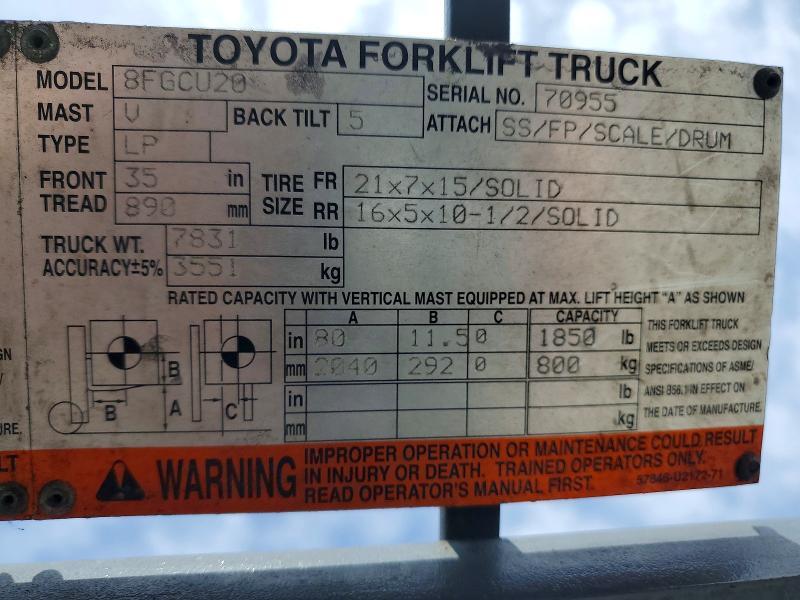 TOYOTA FORKLIFT TRUCK
MODEL 8FGCU20 SERIAL NO. 70955
MAST V BACK TILT 5 ATTACH SS/FP/SCALE/DRUM
TYPE LP
FRONT TREAD 35 in 890 mm
TIRE SIZE FR 21x7x15/SOLID
RR 16x5x10-1/2/SOLID
TRUCK WT. 7831 lb
ACCURACY±5% 3551 kg
RATED CAPACITY WITH VERTICAL MAST EQUIPPED AT MAX. LIFT HEIGHT "A" AS SHOWN
A B C CAPACITY
in 80 11.5 0 1850 lb
mm 2040 292 0 800 kg
in lb
mm kg
B B A C
THIS FORKLIFT TRUCK
MEETS OR EXCEEDS DESIGN
SPECIFICATIONS OF ASME/
ANSI B56.1 IN EFFECT ON
THE DATE OF MANUFACTURE.
WARNING
IMPROPER OPERATION OR MAINTENANCE COULD RESULT
IN INJURY OR DEATH. TRAINED OPERATORS ONLY.
READ OPERATOR'S MANUAL FIRST.
57846-U2172-71